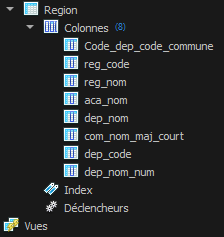 Region
Colonnes (8)
Code_dep_code_commune
reg_code
reg_nom
aca_nom
dep_nom
com_nom_maj_court
dep_code
dep_nom_num
Index
Déclencheurs
Vues